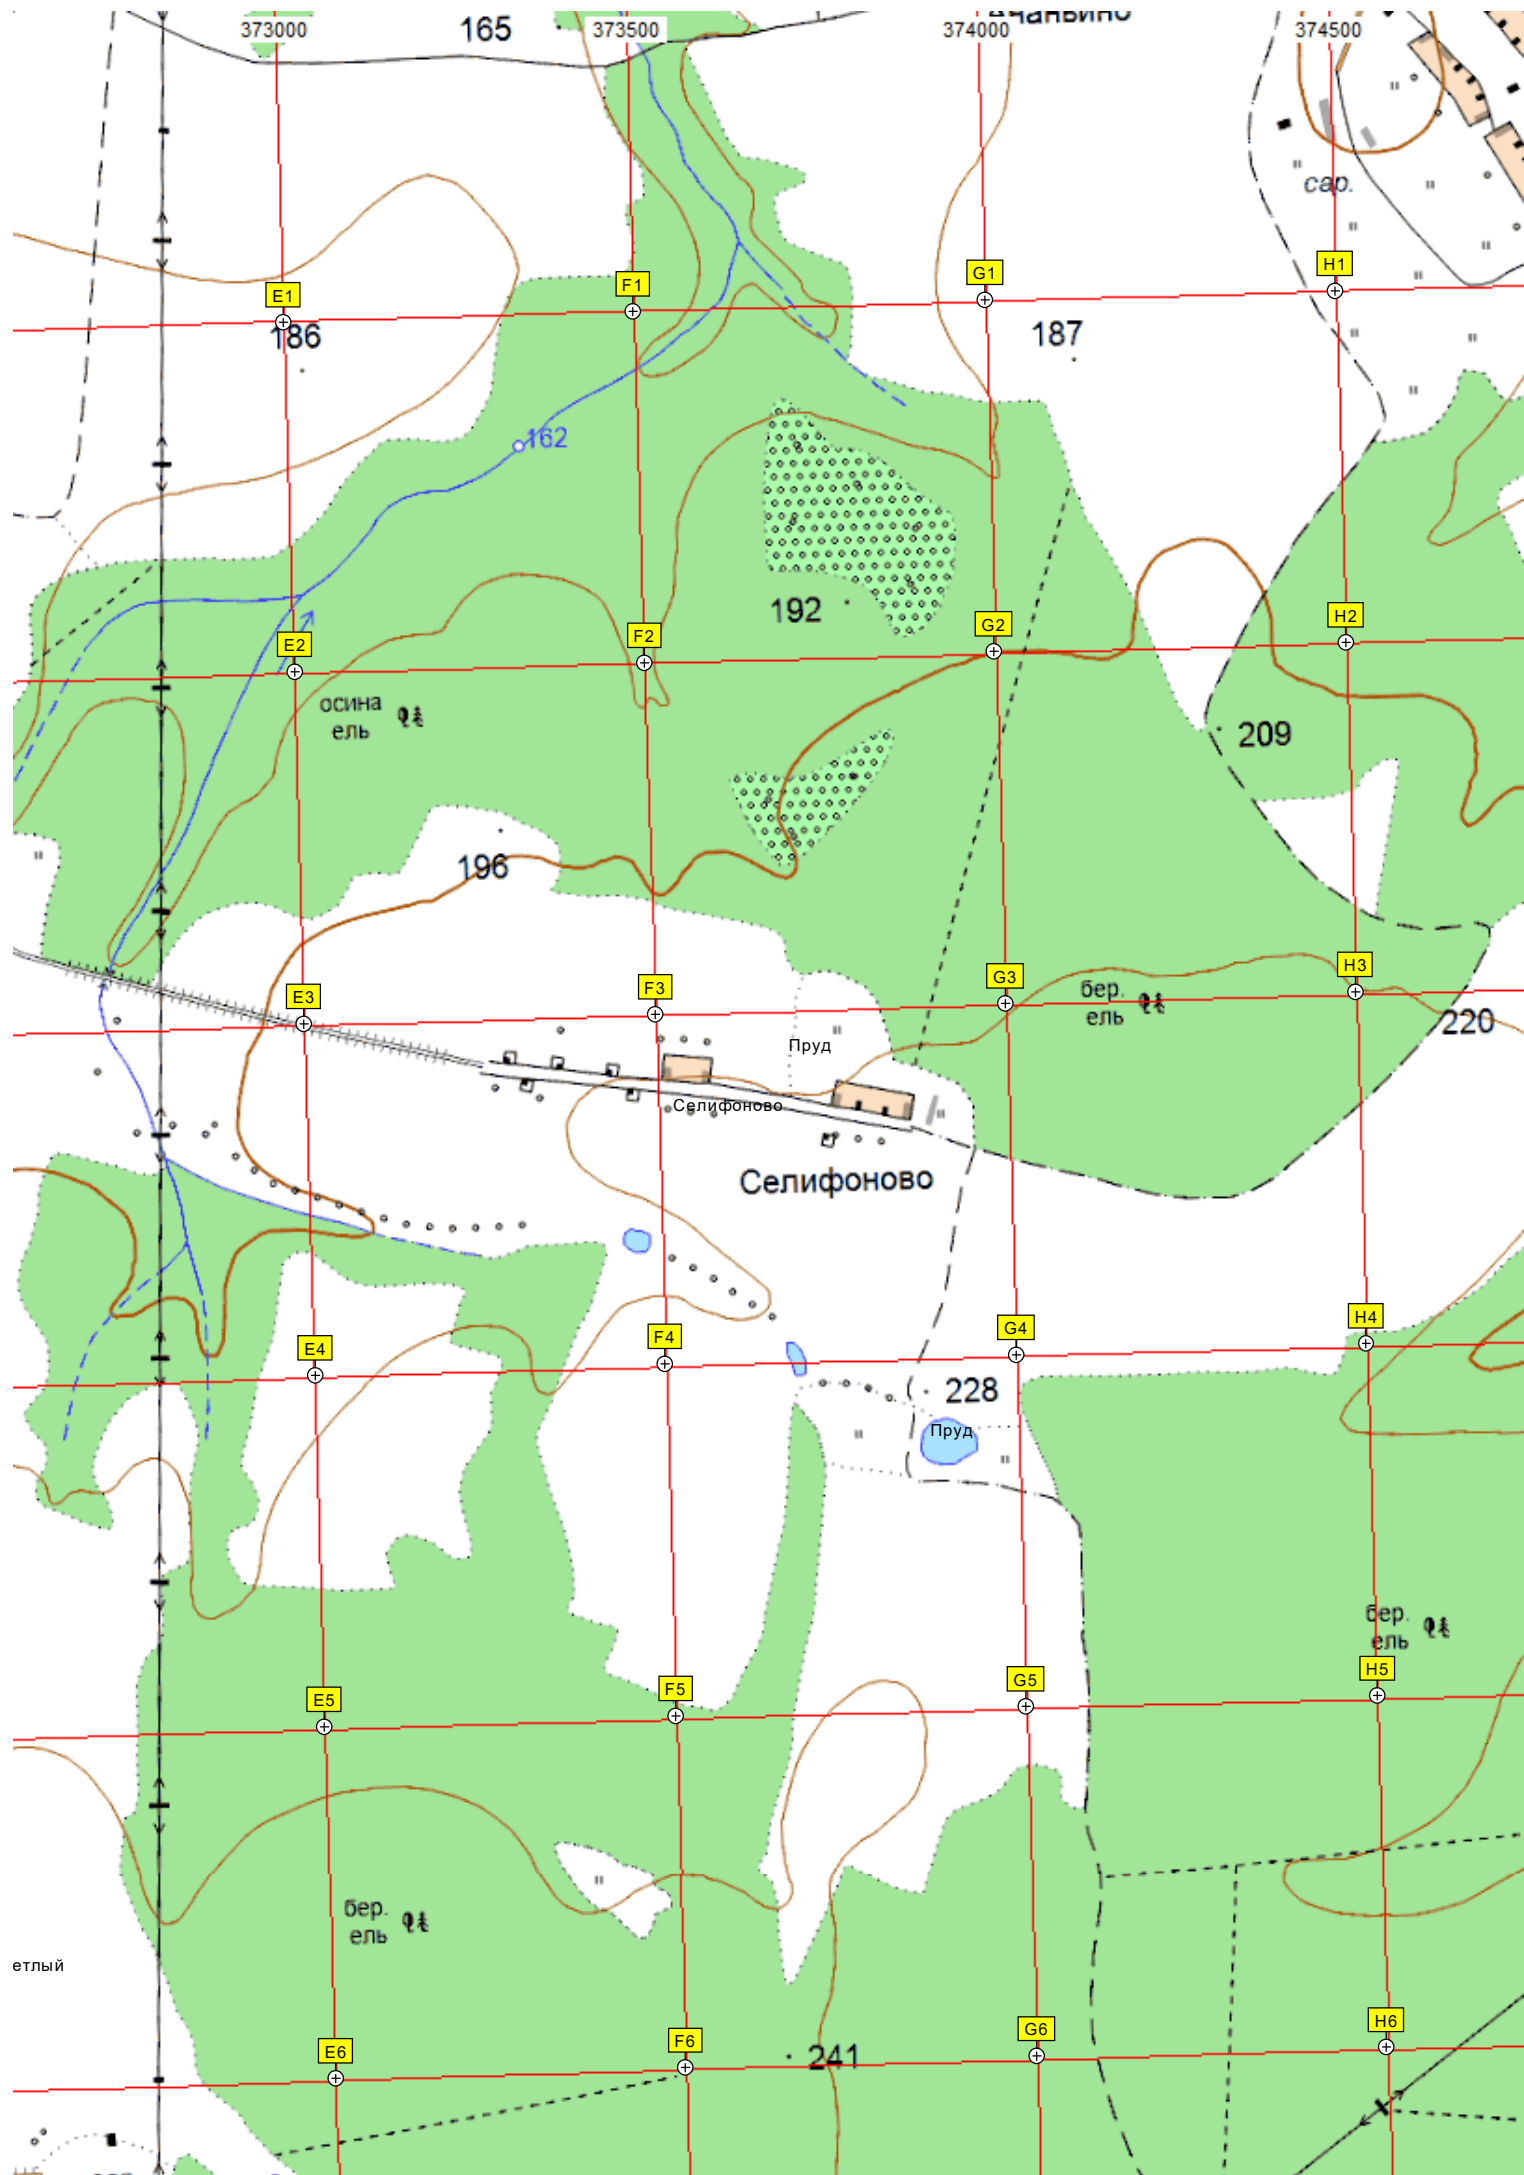 165
373000
373500
374000
374500
сар.
E1
F1
G1
H1
186
187
162
192
E2
F2
G2
H2
осина
ель
209
196
E3
F3
G3
H3
бер.
ель
220
Пруд
Селифоново
Селифоново
E4
F4
G4
H4
228
Пруд
бер.
ель
E5
F5
G5
H5
бер.
ель
етлый
E6
F6
G6
H6
241